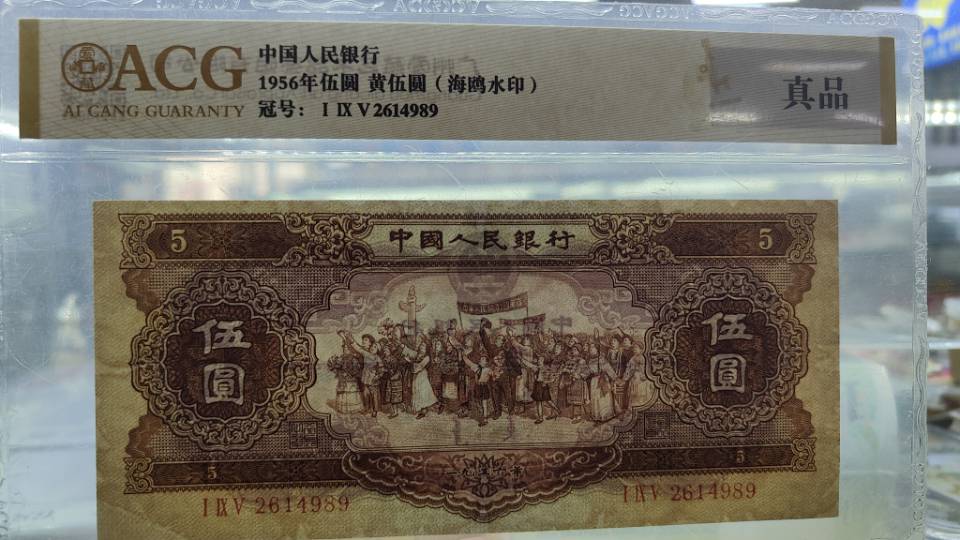 ACG
AI CANG GUARANTY
中国人民银行
1956年伍圆 黄伍圆（海鸥水印）
冠号： I IX V 2614989
真品
5
中國人民銀行
5
伍圓
伍圓
5
5
I IX V 2614989
I IX V 2614989